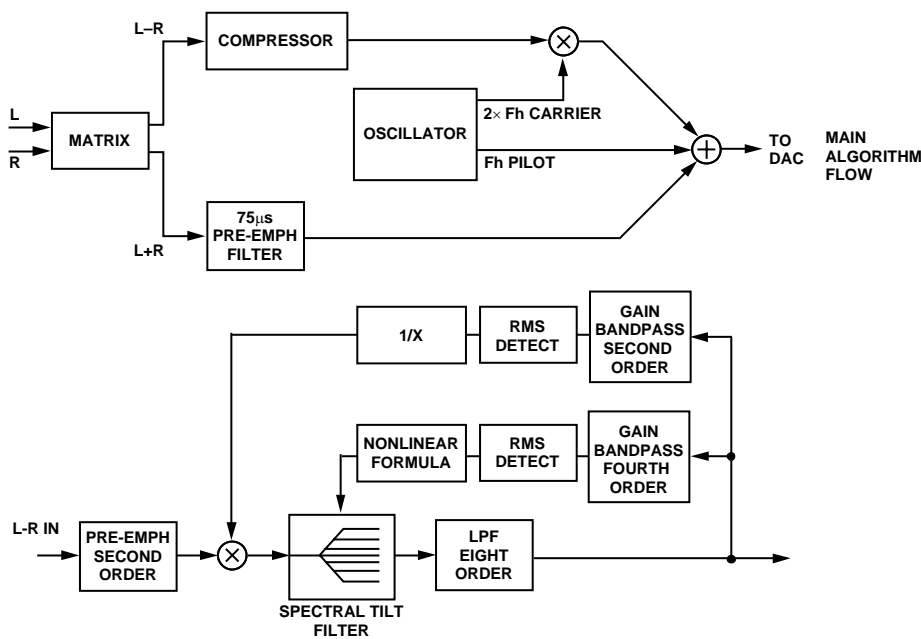 L–R
COMPRESSOR
L
R
MATRIX
OSCILLATOR
2× Fh CARRIER
Fh PILOT
TO
DAC
MAIN
ALGORITHM
FLOW
75µs
PRE-EMPH
FILTER
L+R
1/X
RMS
DETECT
GAIN
BANDPASS
SECOND
ORDER
NONLINEAR
FORMULA
RMS
DETECT
GAIN
BANDPASS
FOURTH
ORDER
L-R IN
PRE-EMPH
SECOND
ORDER
LPF
EIGHT
ORDER
SPECTRAL TILT
FILTER